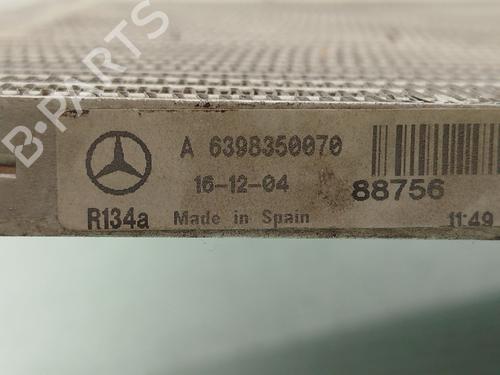 B-PARTS
A 6398350070
16-12-04
88756
R134a
Made in Spain
11:49